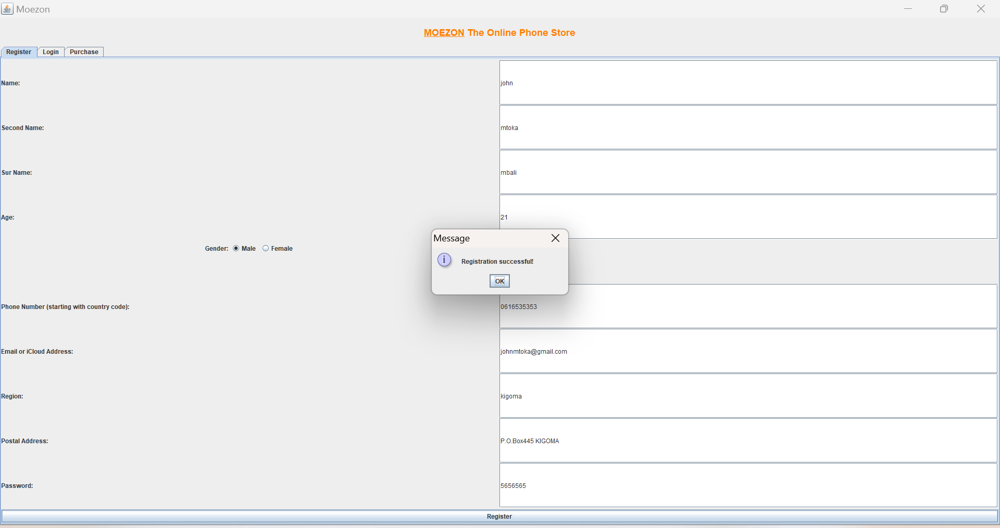 Moezon
MOEZON The Online Phone Store
Register Login Purchase
Name: john
Second Name: mtoka
Sur Name: mbali
Age: 21
Message
Gender: Male Female
Registration successful!
OK
Phone Number (starting with country code): 0616535353
Email or iCloud Address: johnmtoka@gmail.com
Region: kigoma
Postal Address: P.O.Box445 KIGOMA
Password: 5656565
Register